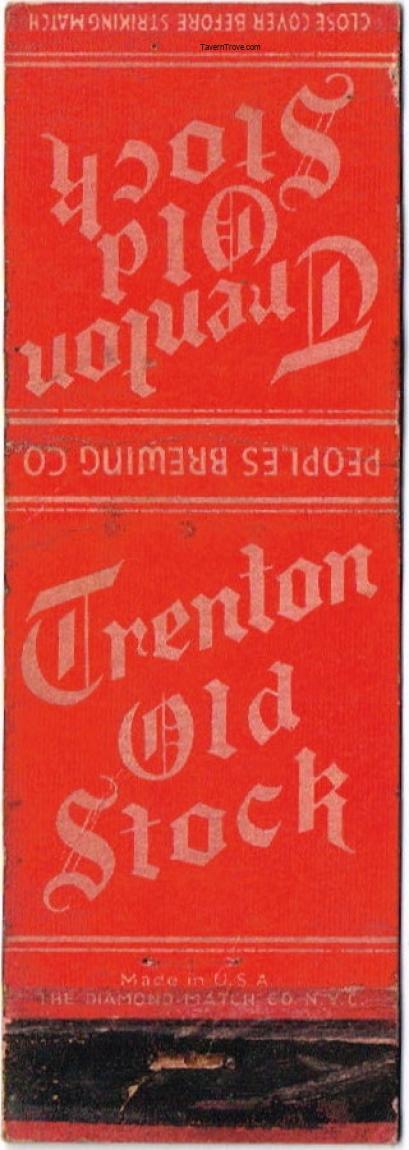 CLOSE COVER BEFORE STRIKING MATCH
TavernTrove.com
Trenton
Old
Stock
PEOPLES BREWING CO
Trenton
Old
Stock
Made in U.S.A.
THE DIAMOND MATCH CO. N.Y.C.